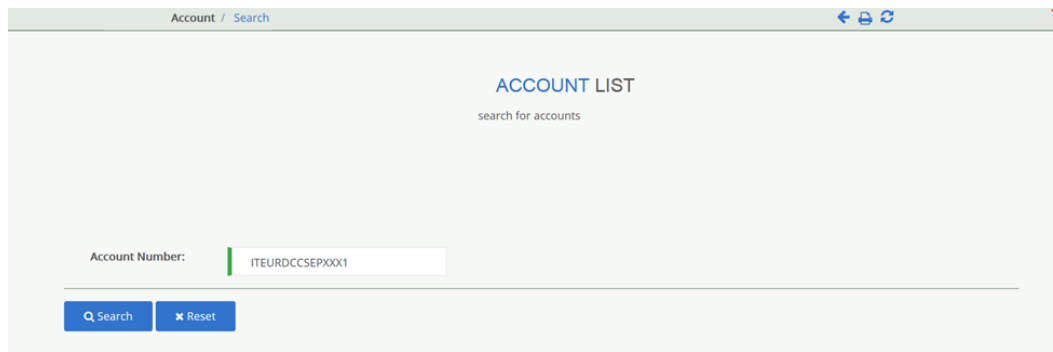 Account / Search
ACCOUNT LIST
search for accounts
Account Number: ITEURDCCSEPXXX1
Search Reset